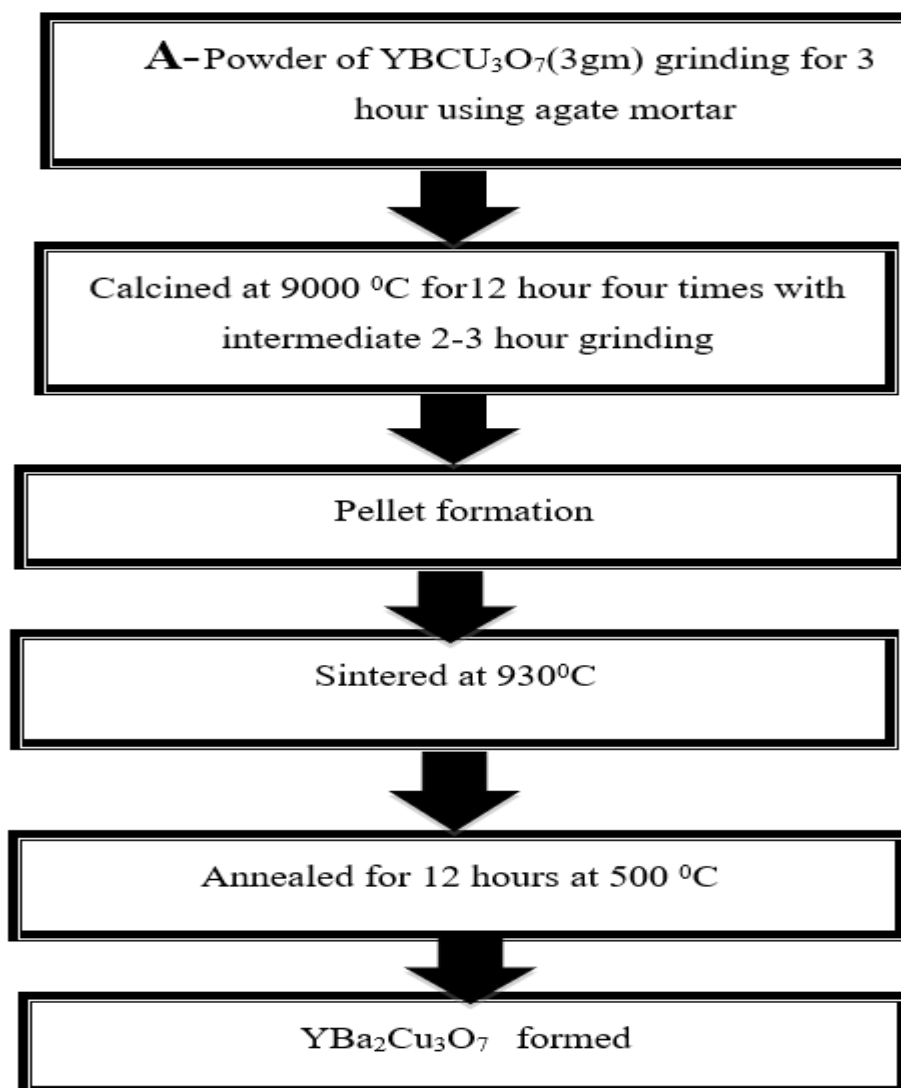 A-Powder of YBCU₃O₇(3gm) grinding for 3
hour using agate mortar
Calcined at 9000 ⁰C for12 hour four times with
intermediate 2-3 hour grinding
Pellet formation
Sintered at 930⁰C
Annealed for 12 hours at 500 ⁰C
YBa₂Cu₃O₇ formed